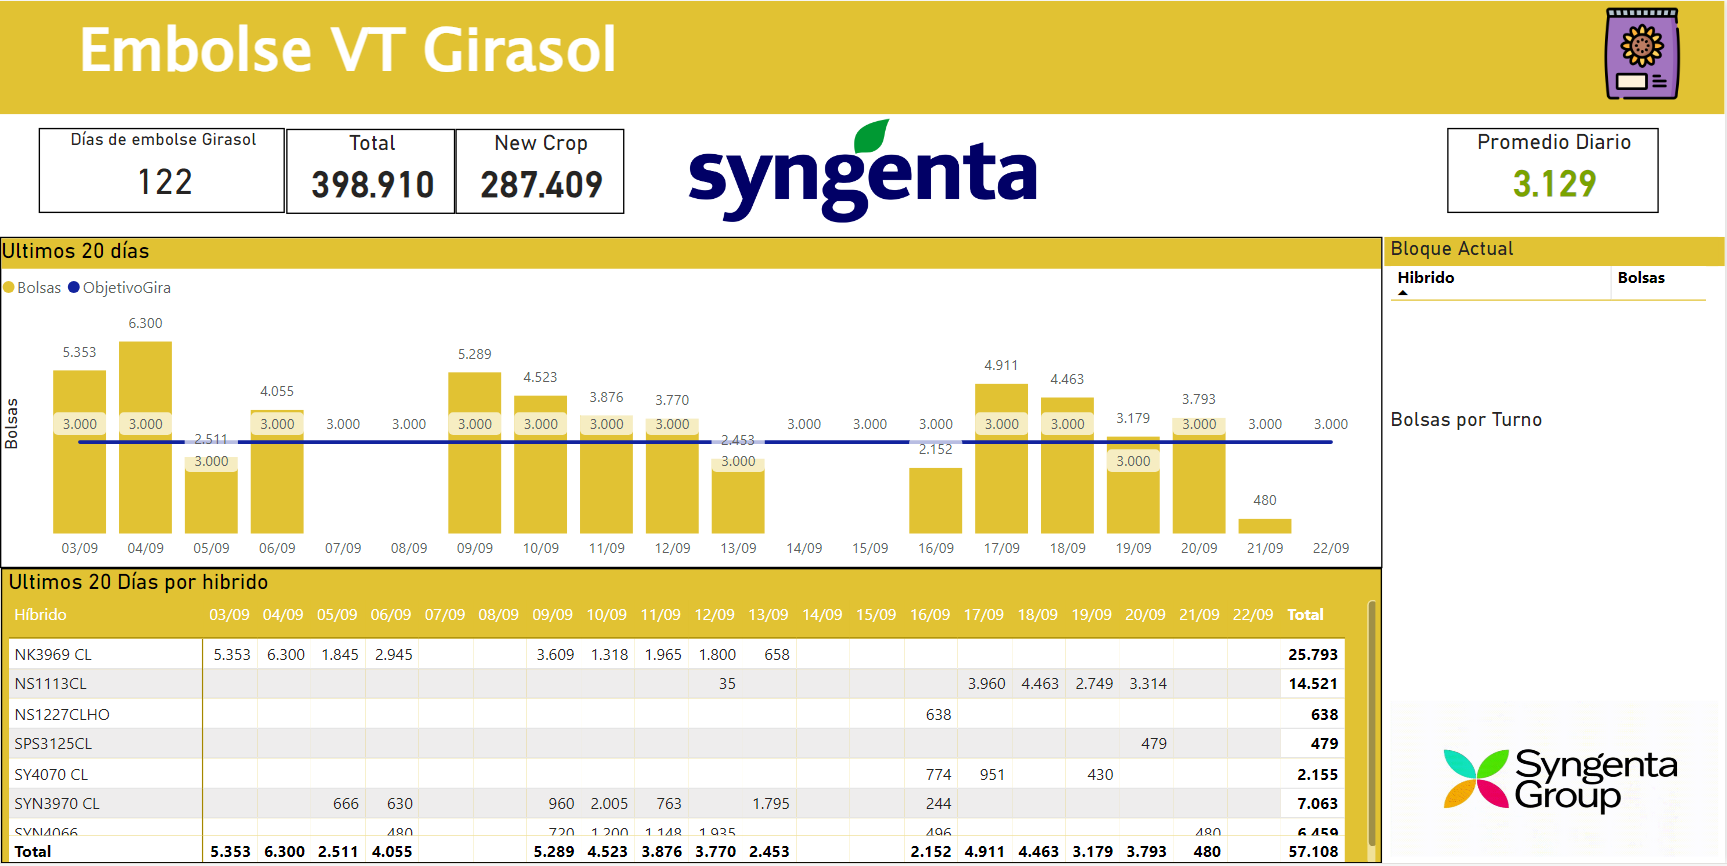 Embolse VT Girasol
Días de embolse Girasol
122
Total
398.910
New Crop
287.409
syngenta
Promedio Diario
3.129
Ultimos 20 días
Bolsas ObjetivoGira
Bolsas
5.353 6.300 2.511 4.055 5.289 4.523 3.876 3.770 2.453 2.152 4.911 4.463 3.179 3.793 480
3.000 3.000 3.000 3.000 3.000 3.000 3.000 3.000 3.000 3.000 3.000 3.000 3.000 3.000 3.000 3.000 3.000 3.000 3.000 3.000
03/09 04/09 05/09 06/09 07/09 08/09 09/09 10/09 11/09 12/09 13/09 14/09 15/09 16/09 17/09 18/09 19/09 20/09 21/09 22/09
Bloque Actual
Hibrido Bolsas
Bolsas por Turno
Ultimos 20 Días por hibrido
Híbrido 03/09 04/09 05/09 06/09 07/09 08/09 09/09 10/09 11/09 12/09 13/09 14/09 15/09 16/09 17/09 18/09 19/09 20/09 21/09 22/09 Total
NK3969 CL 5.353 6.300 1.845 2.945 3.609 1.318 1.965 1.800 658 25.793
NS1113CL 35 3.960 4.463 2.749 3.314 14.521
NS1227CLHO 638 638
SPS3125CL 479 479
SY4070 CL 774 951 430 2.155
SYN3970 CL 666 630 960 2.005 763 1.795 244 7.063
SYN4066 480 720 1.200 1.148 1.935 496 480 6.459
Total 5.353 6.300 2.511 4.055 5.289 4.523 3.876 3.770 2.453 2.152 4.911 4.463 3.179 3.793 480 57.108
Syngenta
Group